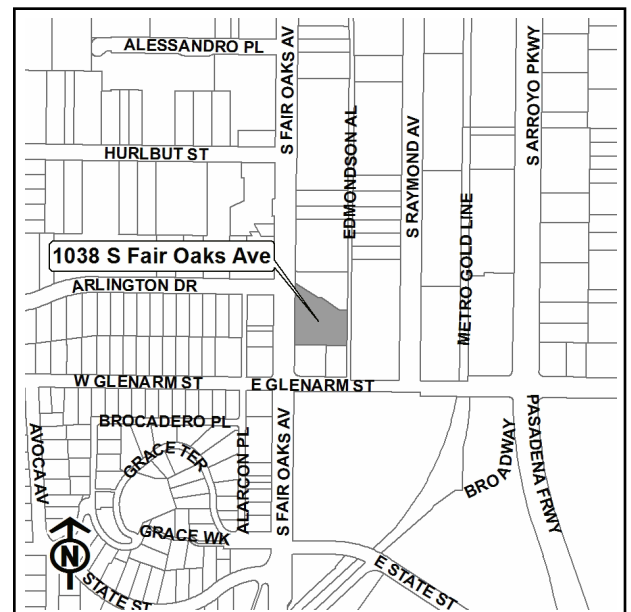 ALESSANDRO PL
S FAIR OAKS AV
EDMONDSON AL
S RAYMOND AV
S ARROYO PKWY
HURLBUT ST
METRO GOLD LINE
1038 S Fair Oaks Ave
ARLINGTON DR
W GLENARM ST
E GLENARM ST
BROCADERO PL
AVOCA AV
GRACE TER
ALARCON PL
S FAIR OAKS AV
BROADWAY
PASADENA FRWY
GRACE WK
N
STATE ST
E STATE ST